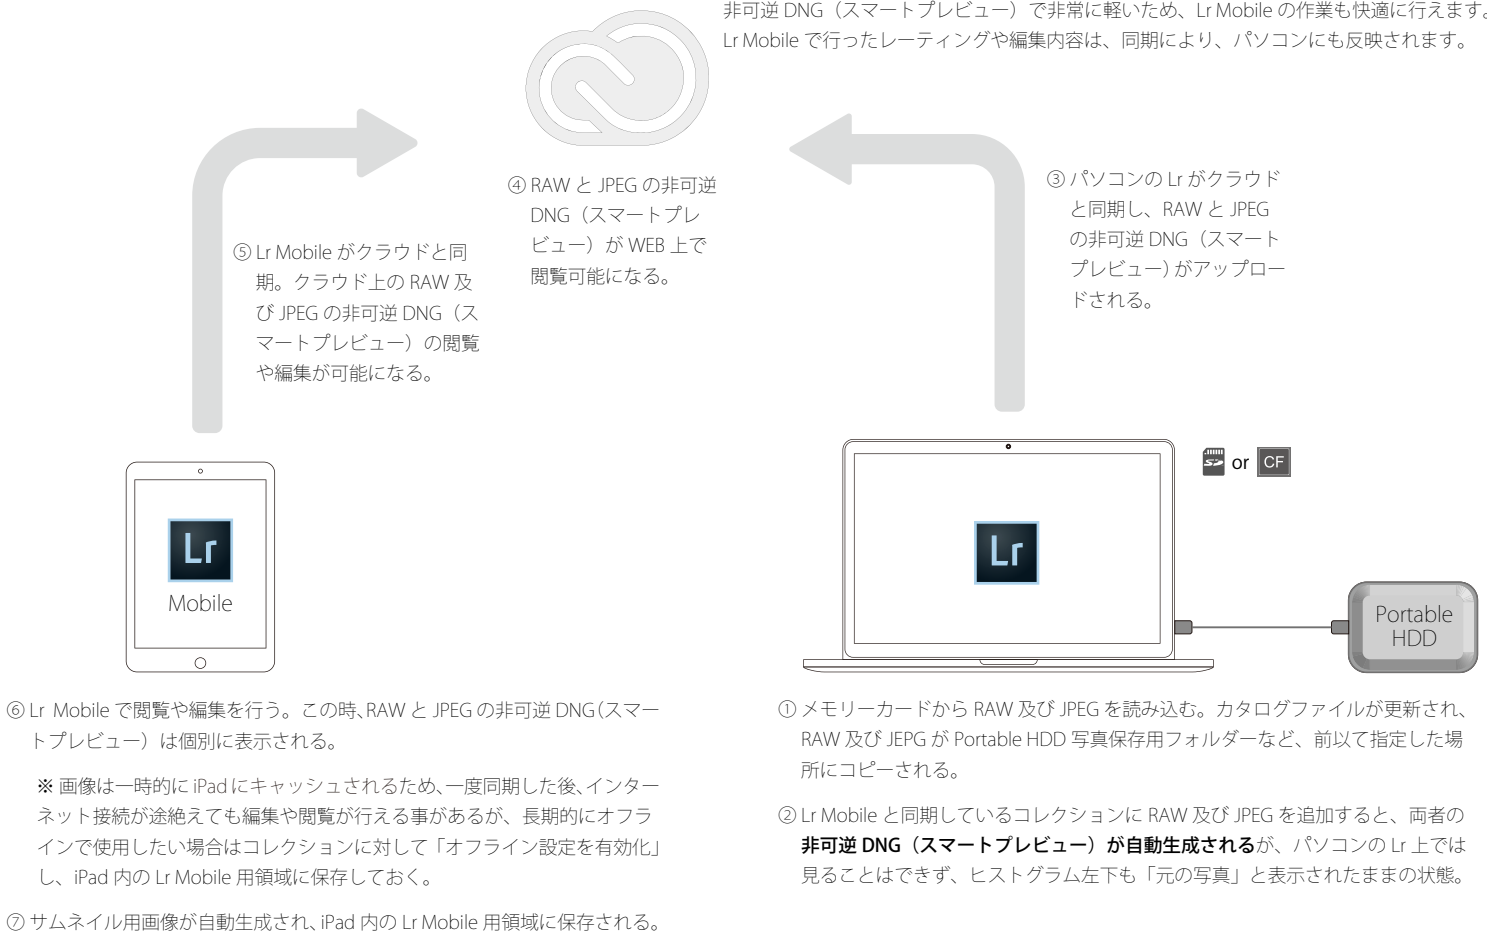 非可逆 DNG（スマートプレビュー）で非常に軽いため、Lr Mobile の作業も快適に行えます。
Lr Mobile で行ったレーティングや編集内容は、同期により、パソコンにも反映されます。
④ RAW と JPEG の非可逆
DNG（スマートプレ
ビュー）が WEB 上で
閲覧可能になる。
③ パソコンの Lr がクラウド
と同期し、RAW と JPEG
の非可逆 DNG（スマート
プレビュー）がアップロー
ドされる。
⑤ Lr Mobile がクラウドと同
期。クラウド上の RAW 及
び JPEG の非可逆 DNG（ス
マートプレビュー）の閲覧
や編集が可能になる。
Lr
Mobile
Lr
SD or CF
Portable
HDD
⑥ Lr Mobile で閲覧や編集を行う。この時、RAW と JPEG の非可逆 DNG（スマー
トプレビュー）は個別に表示される。
※ 画像は一時的に iPad にキャッシュされるため、一度同期した後、インター
ネット接続が途絶えても編集や閲覧が行える事があるが、長期的にオフラ
インで使用したい場合はコレクションに対して「オフライン設定を有効化」
し、iPad 内の Lr Mobile 用領域に保存しておく。
⑦ サムネイル用画像が自動生成され、iPad 内の Lr Mobile 用領域に保存される。
① メモリーカードから RAW 及び JPEG を読み込む。カタログファイルが更新され、
RAW 及び JEPG が Portable HDD 写真保存用フォルダーなど、前以て指定した場
所にコピーされる。
② Lr Mobile と同期しているコレクションに RAW 及び JPEG を追加すると、両者の
非可逆 DNG（スマートプレビュー）が自動生成されるが、パソコンの Lr 上では
見ることはできず、ヒストグラム左下も「元の写真」と表示されたままの状態。